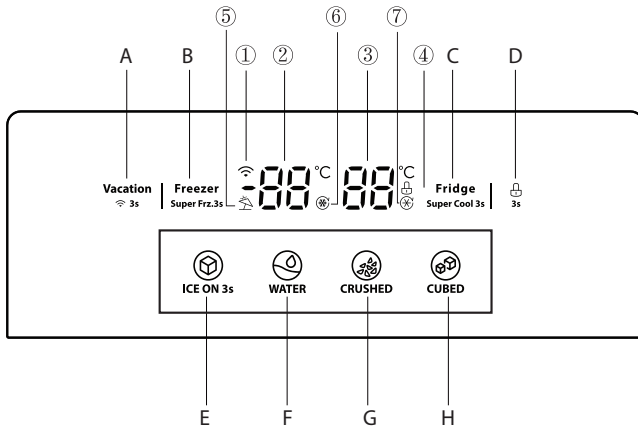 ⑤ ⑥ ⑦
A B ① ② ③ ④ C D
-88 °C 88 °C
Vacation Freezer Fridge
3s Super Frz.3s Super Cool 3s 3s
ICE ON 3s WATER CRUSHED CUBED
E F G H